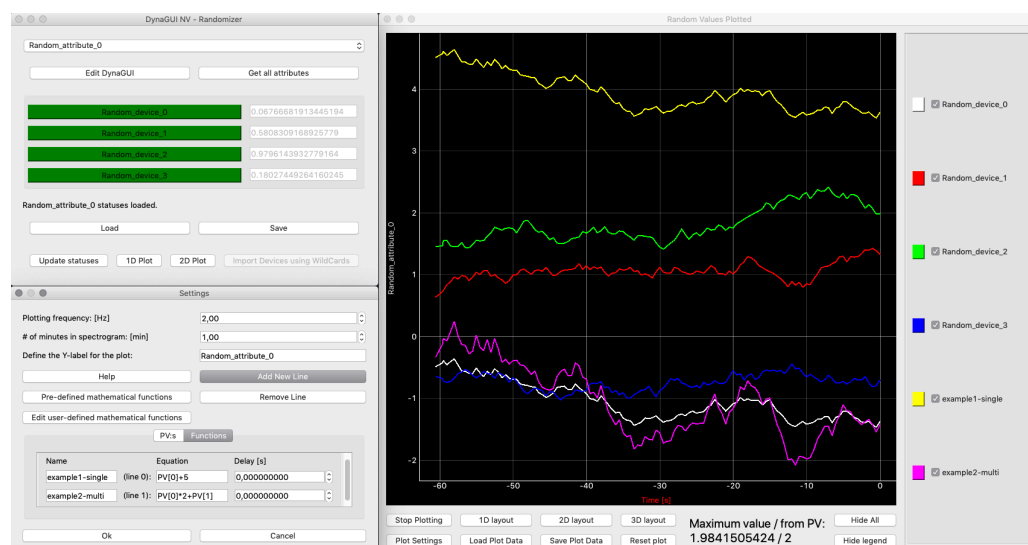 DynaGUI NV - Randomizer
Random_attribute_0
Edit DynaGUI
Get all attributes
Random_device_0
0.06766681913445194
Random_device_1
0.5808309168925779
Random_device_2
0.9796143932779164
Random_device_3
0.18027449264160245
Random_attribute_0 statuses loaded.
Load
Save
Update statuses
1D Plot
2D Plot
Import Devices using WildCards
Settings
Plotting frequency: [Hz]
2,00
# of minutes in spectrogram: [min]
1,00
Define the Y-label for the plot:
Random_attribute_0
Help
Add New Line
Pre-defined mathematical functions
Remove Line
Edit user-defined mathematical functions
PV:s
Functions
Name
Equation
Delay [s]
example1-single
(line 0):
PV[0]+5
0,000000000
example2-multi
(line 1):
PV[0]*2+PV[1]
0,000000000
Ok
Cancel
Random Values Plotted
Random_attribute_0
4
3
2
1
0
-1
-2
-60
-50
-40
-30
-20
-10
0
Time [s]
Random_device_0
Random_device_1
Random_device_2
Random_device_3
example1-single
example2-multi
Stop Plotting
1D layout
2D layout
3D layout
Maximum value / from PV:
Hide All
Plot Settings
Load Plot Data
Save Plot Data
Reset plot
1.9841505424 / 2
Hide legend